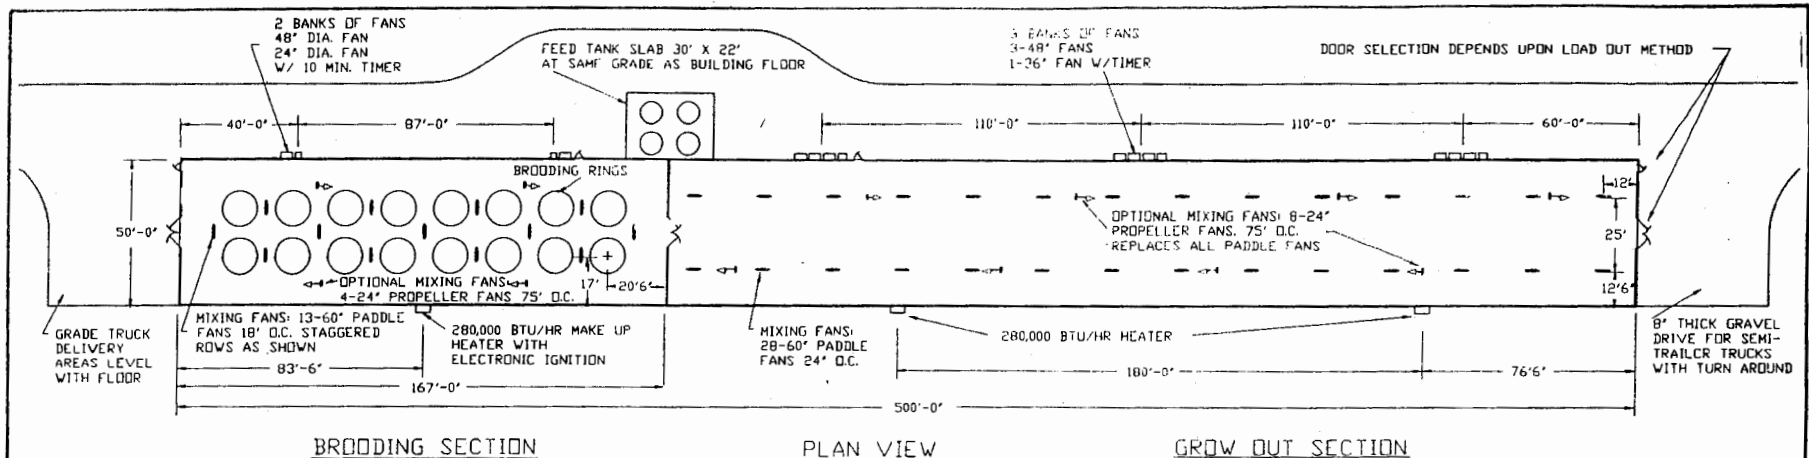 2 BANKS OF FANS
48" DIA. FAN
24" DIA. FAN
W/ 10 MIN. TIMER
FEED TANK SLAB 30' X 22'
AT SAME GRADE AS BUILDING FLOOR
3 BANKS OF FANS
3-48" FANS
1-36" FAN W/TIMER
DOOR SELECTION DEPENDS UPON LOAD OUT METHOD
40'-0"
87'-0"
110'-0"
110'-0"
60'-0"
BROODING RINGS
12'
50'-0"
OPTIONAL MIXING FANS: 8-24"
PROPELLER FANS. 75' O.C.
REPLACES ALL PADDLE FANS
25'
OPTIONAL MIXING FANS
4-24" PROPELLER FANS 75' O.C.
17'
20'6"
12'6"
GRADE TRUCK
DELIVERY
AREAS LEVEL
WITH FLOOR
MIXING FANS: 13-60" PADDLE
FANS 18' O.C. STAGGERED
ROWS AS SHOWN
280,000 BTU/HR MAKE UP
HEATER WITH
ELECTRONIC IGNITION
MIXING FANS:
28-60" PADDLE
FANS 24" O.C.
280,000 BTU/HR HEATER
8" THICK GRAVEL
DRIVE FOR SEMI-
TRAILER TRUCKS
WITH TURN AROUND
83'-6"
167'-0"
180'-0"
76'6"
500'-0"
BROODING SECTION
PLAN VIEW
GROW OUT SECTION